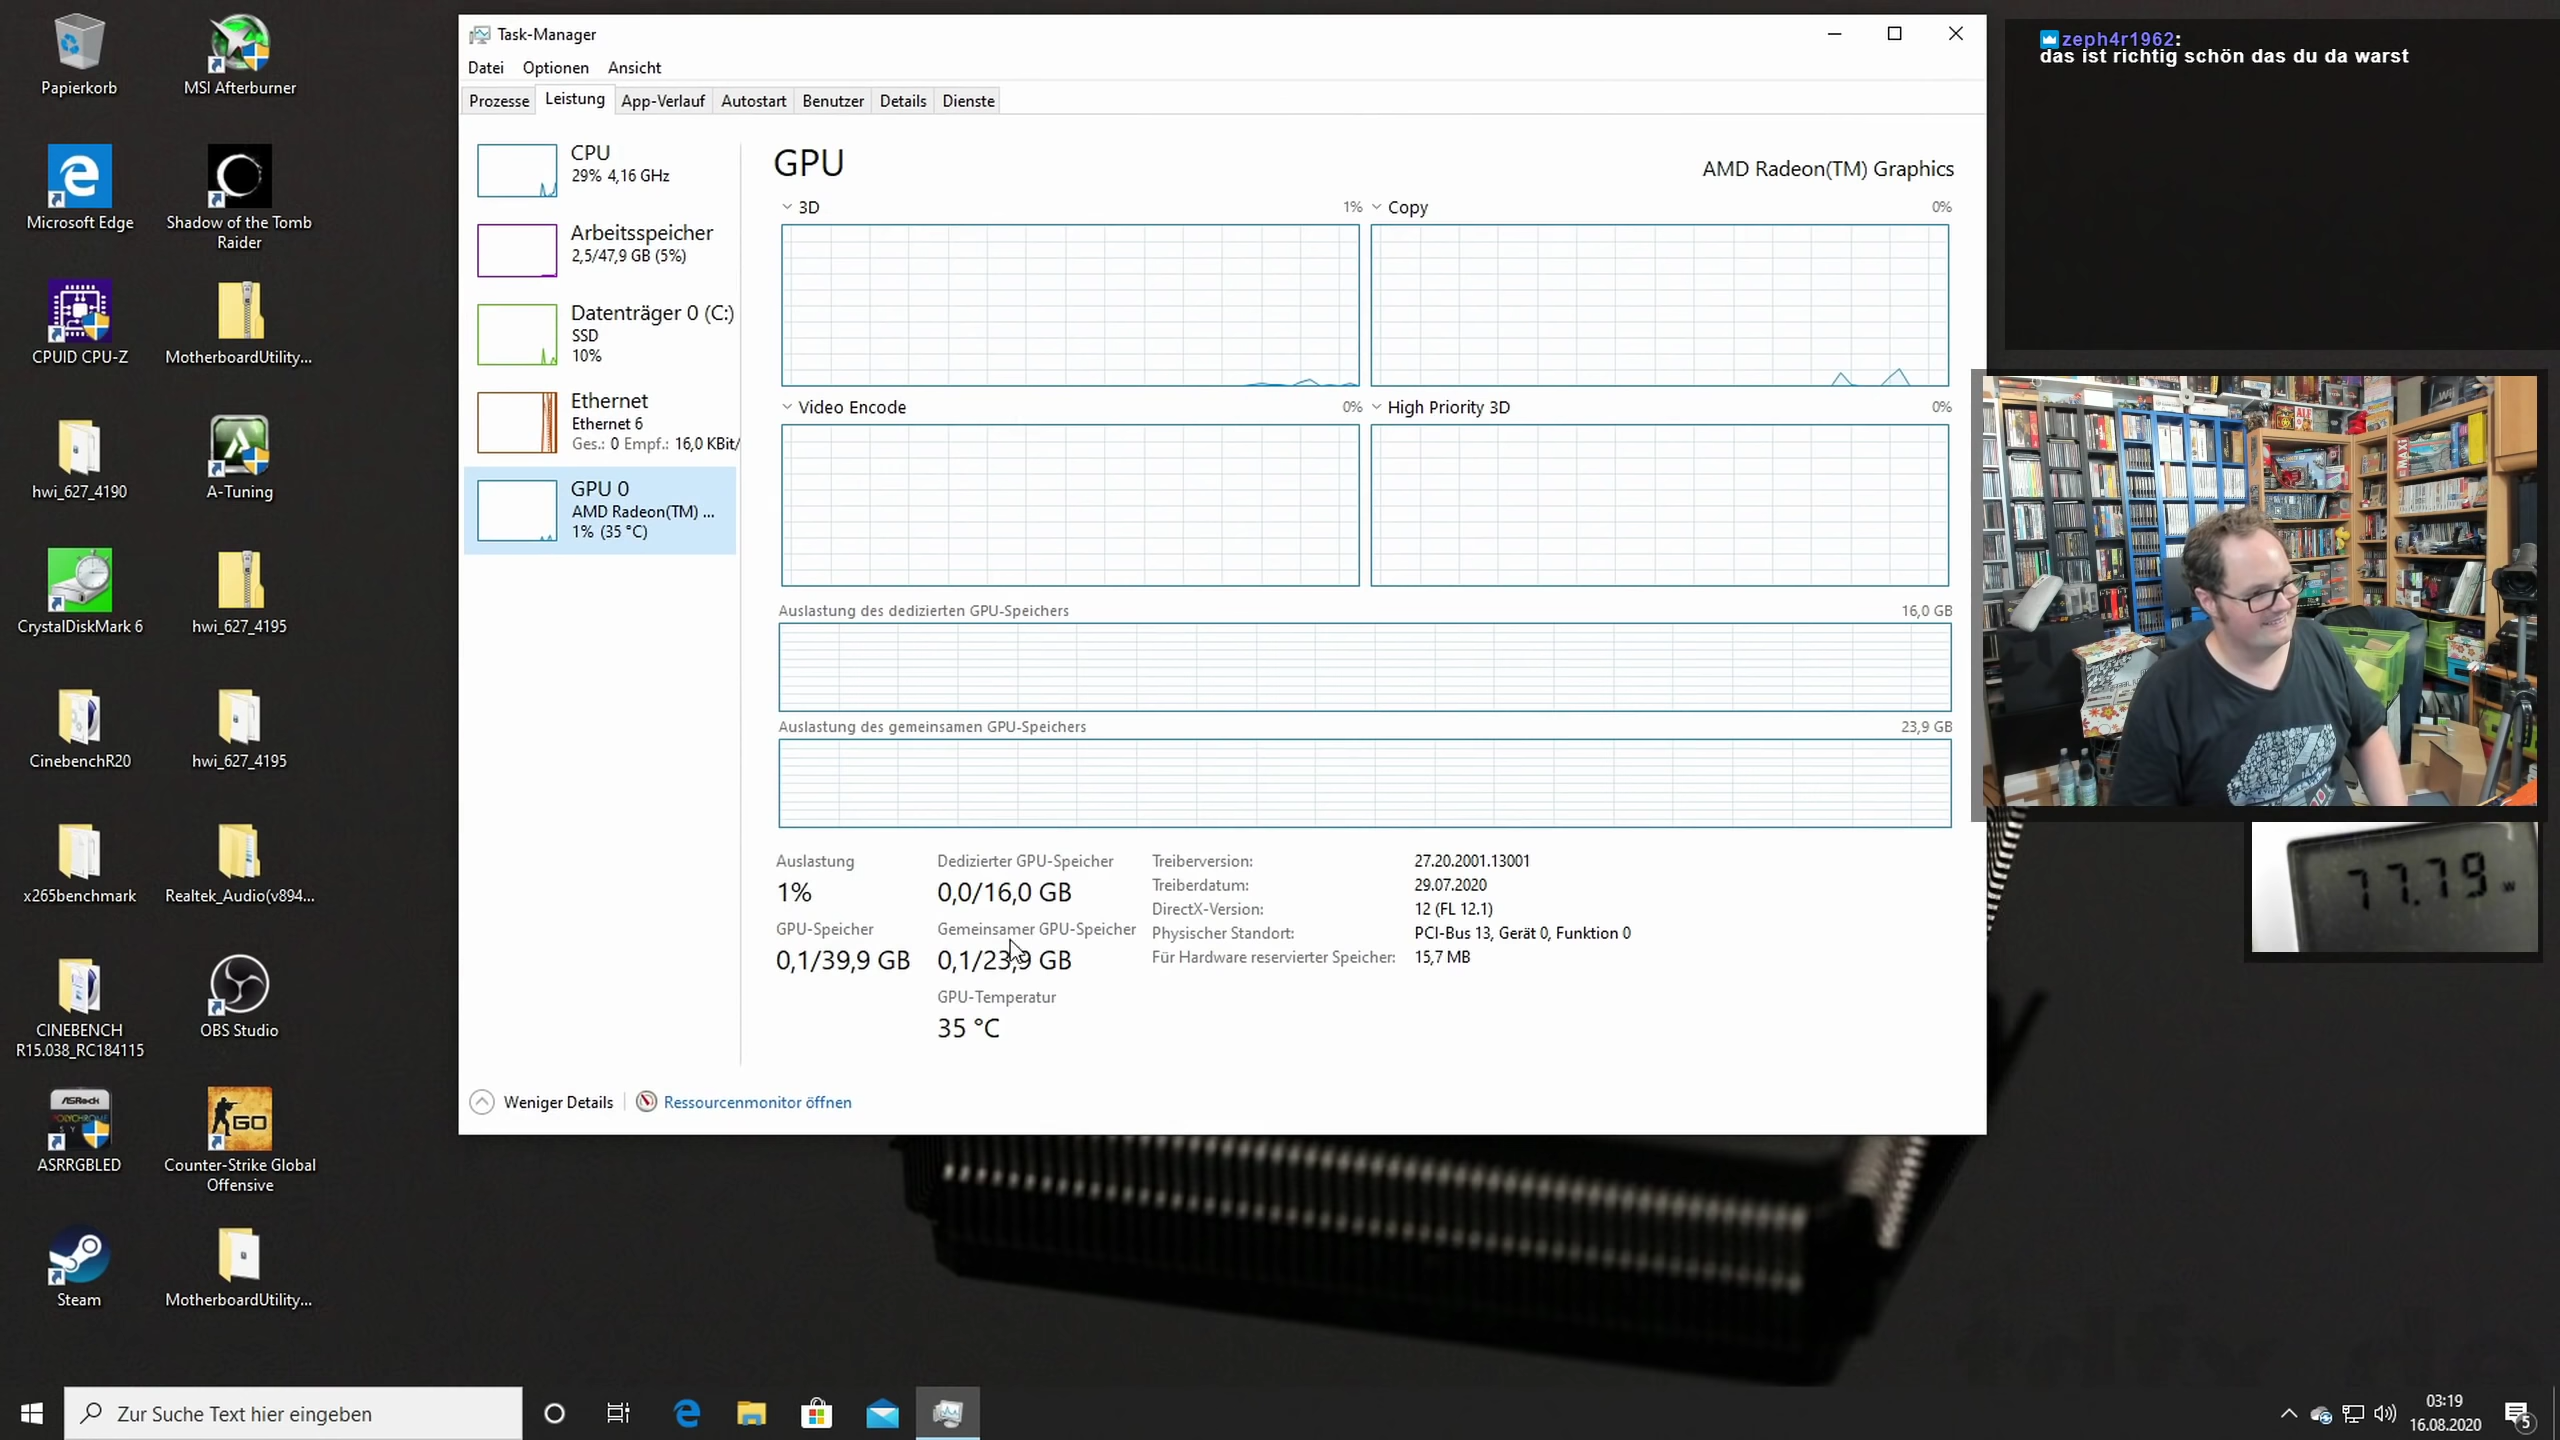 Papierkorb
MSI Afterburner
Microsoft Edge
Shadow of the Tomb
Raider
CPUID CPU-Z
MotherboardUtility...
hwi_627_4190
A-Tuning
CrystalDiskMark 6
hwi_627_4195
CinebenchR20
hwi_627_4195
x265benchmark
Realtek_Audio(v894...
CINEBENCH
R15.038_RC184115
OBS Studio
ASRock
POLYCHROME
ASRRGBLED
GO
Counter-Strike Global
Offensive
Steam
MotherboardUtility...
Task-Manager
Datei Optionen Ansicht
Prozesse Leistung App-Verlauf Autostart Benutzer Details Dienste
CPU
29% 4,16 GHz
Arbeitsspeicher
2,5/47,9 GB (5%)
Datenträger 0 (C:)
SSD
10%
Ethernet
Ethernet 6
Ges.: 0 Empf.: 16,0 KBit/
GPU 0
AMD Radeon(TM) ...
1% (35 °C)
GPU
AMD Radeon(TM) Graphics
3D 1% Copy 0%
Video Encode 0% High Priority 3D 0%
Auslastung des dedizierten GPU-Speichers 16,0 GB
Auslastung des gemeinsamen GPU-Speichers 23,9 GB
Auslastung
1%
GPU-Speicher
0,1/39,9 GB
Dedizierter GPU-Speicher
0,0/16,0 GB
Gemeinsamer GPU-Speicher
0,1/23,9 GB
GPU-Temperatur
35 °C
Treiberversion: 27.20.2001.13001
Treiberdatum: 29.07.2020
DirectX-Version: 12 (FL 12.1)
Physischer Standort: PCI-Bus 13, Gerät 0, Funktion 0
Für Hardware reservierter Speicher: 15,7 MB
Weniger Details
Ressourcenmonitor öffnen
zeph4r1962:
das ist richtig schön das du da warst
ALF
MAXI
Wii
77.79 w
Zur Suche Text hier eingeben
03:19
16.08.2020
5